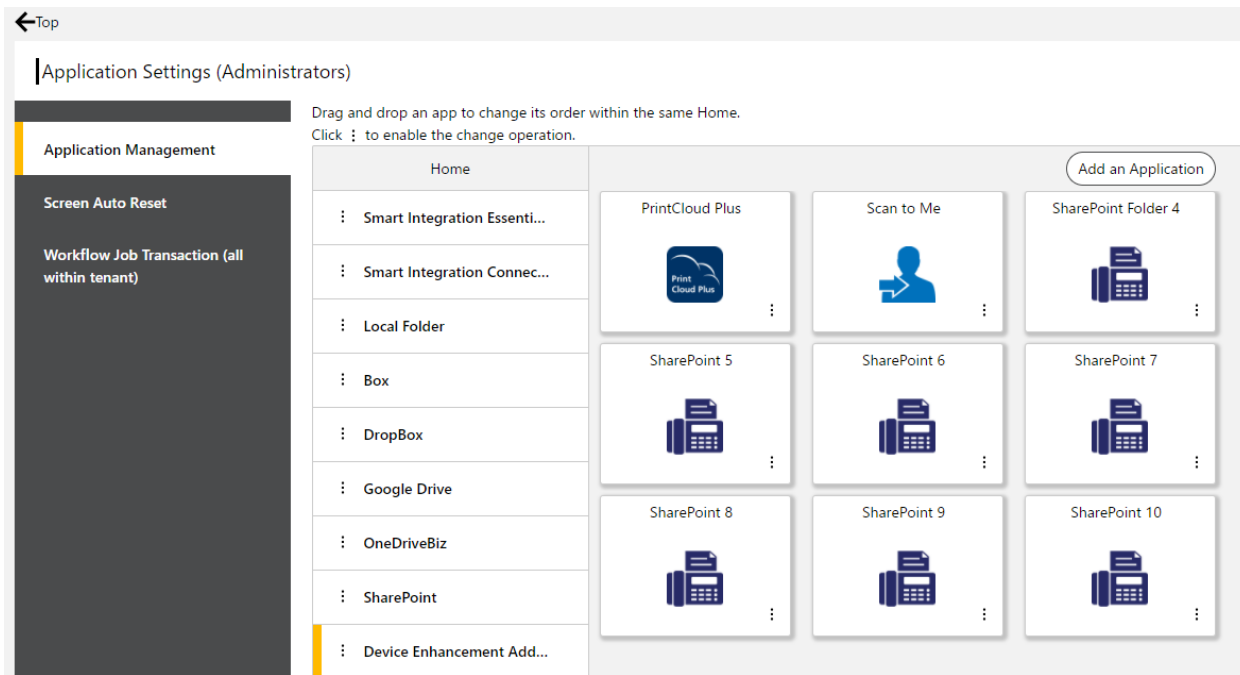 Top
Application Settings (Administrators)
Application Management
Screen Auto Reset
Workflow Job Transaction (all
within tenant)
Drag and drop an app to change its order within the same Home.
Click ⋮ to enable the change operation.
Home
Smart Integration Essenti...
Smart Integration Connec...
Local Folder
Box
DropBox
Google Drive
OneDriveBiz
SharePoint
Device Enhancement Add...
Add an Application
PrintCloud Plus
Print
Cloud Plus
Scan to Me
SharePoint Folder 4
SharePoint 5
SharePoint 6
SharePoint 7
SharePoint 8
SharePoint 9
SharePoint 10